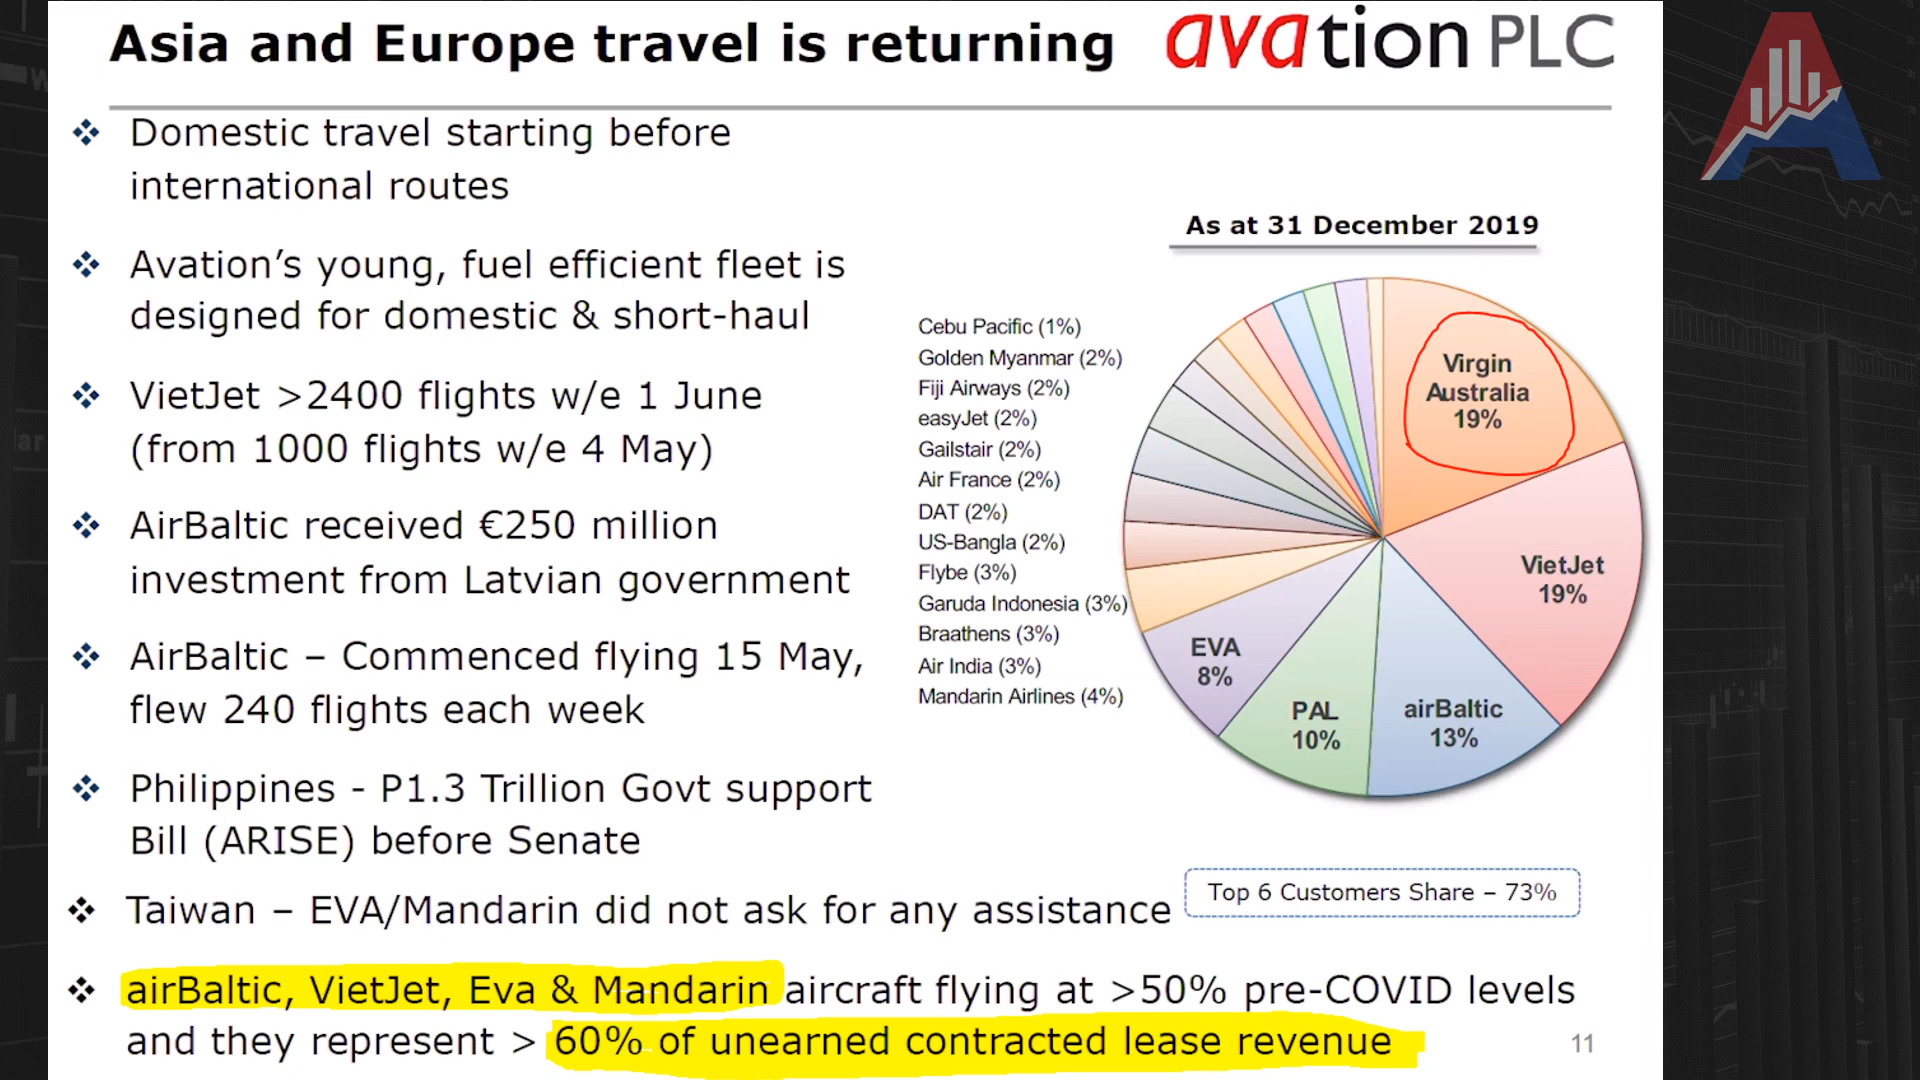 Asia and Europe travel is returning
avation PLC
❖ Domestic travel starting before
international routes
❖ Avation’s young, fuel efficient fleet is
designed for domestic & short-haul
❖ VietJet >2400 flights w/e 1 June
(from 1000 flights w/e 4 May)
❖ AirBaltic received €250 million
investment from Latvian government
❖ AirBaltic – Commenced flying 15 May,
flew 240 flights each week
❖ Philippines - P1.3 Trillion Govt support
Bill (ARISE) before Senate
❖ Taiwan – EVA/Mandarin did not ask for any assistance
❖ airBaltic, VietJet, Eva & Mandarin aircraft flying at >50% pre-COVID levels
and they represent > 60% of unearned contracted lease revenue
As at 31 December 2019
Cebu Pacific (1%)
Golden Myanmar (2%)
Fiji Airways (2%)
easyJet (2%)
Gailstair (2%)
Air France (2%)
DAT (2%)
US-Bangla (2%)
Flybe (3%)
Garuda Indonesia (3%)
Braathens (3%)
Air India (3%)
Mandarin Airlines (4%)
Virgin
Australia
19%
VietJet
19%
airBaltic
13%
PAL
10%
EVA
8%
Top 6 Customers Share – 73%
11